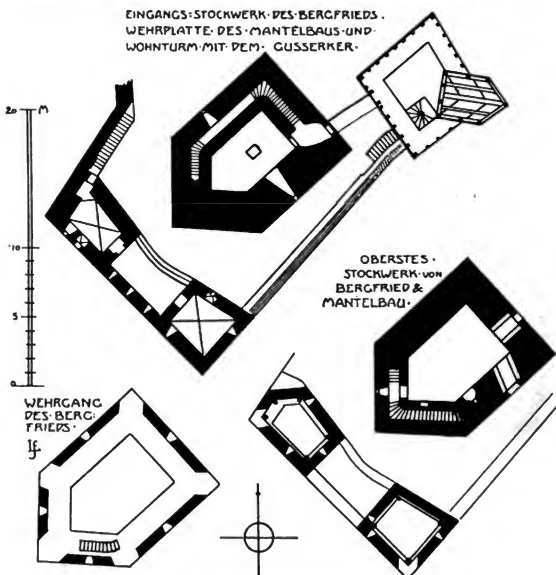 EINGANGS:STOCKWERK·DES·BERGFRIEDS.
WEHRPLATTE·DES·MANTELBAUS·UND·
WOHNTURM·MIT·DEM·GUSSERKER·
20 M
10
5
0
OBERSTES·
STOCKWERK·VON
BERGFRIED &
MANTELBAU·
WEHRGANG
DES·BERG:
FRIEDS·